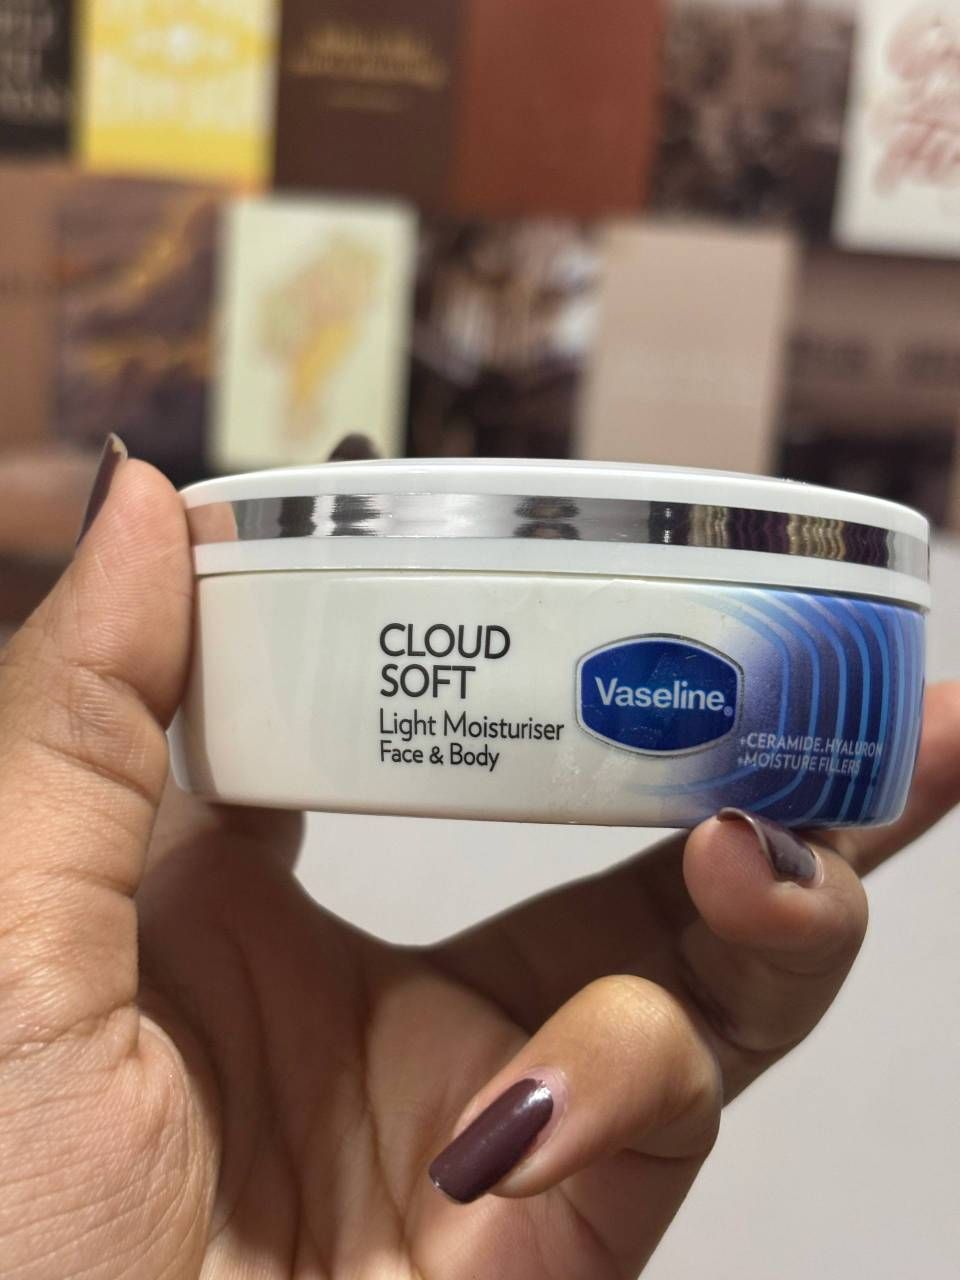 CLOUD
SOFT
Light Moisturiser
Face & Body
Vaseline®
+CERAMIDE.HYALURON
+MOISTURE FILLERS